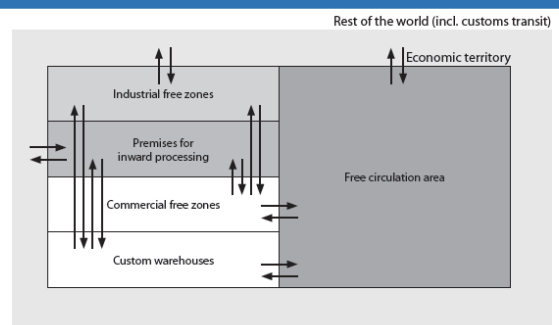 Rest of the world (incl. customs transit)
Economic territory
Industrial free zones
Premises for
inward processing
Free circulation area
Commercial free zones
Custom warehouses